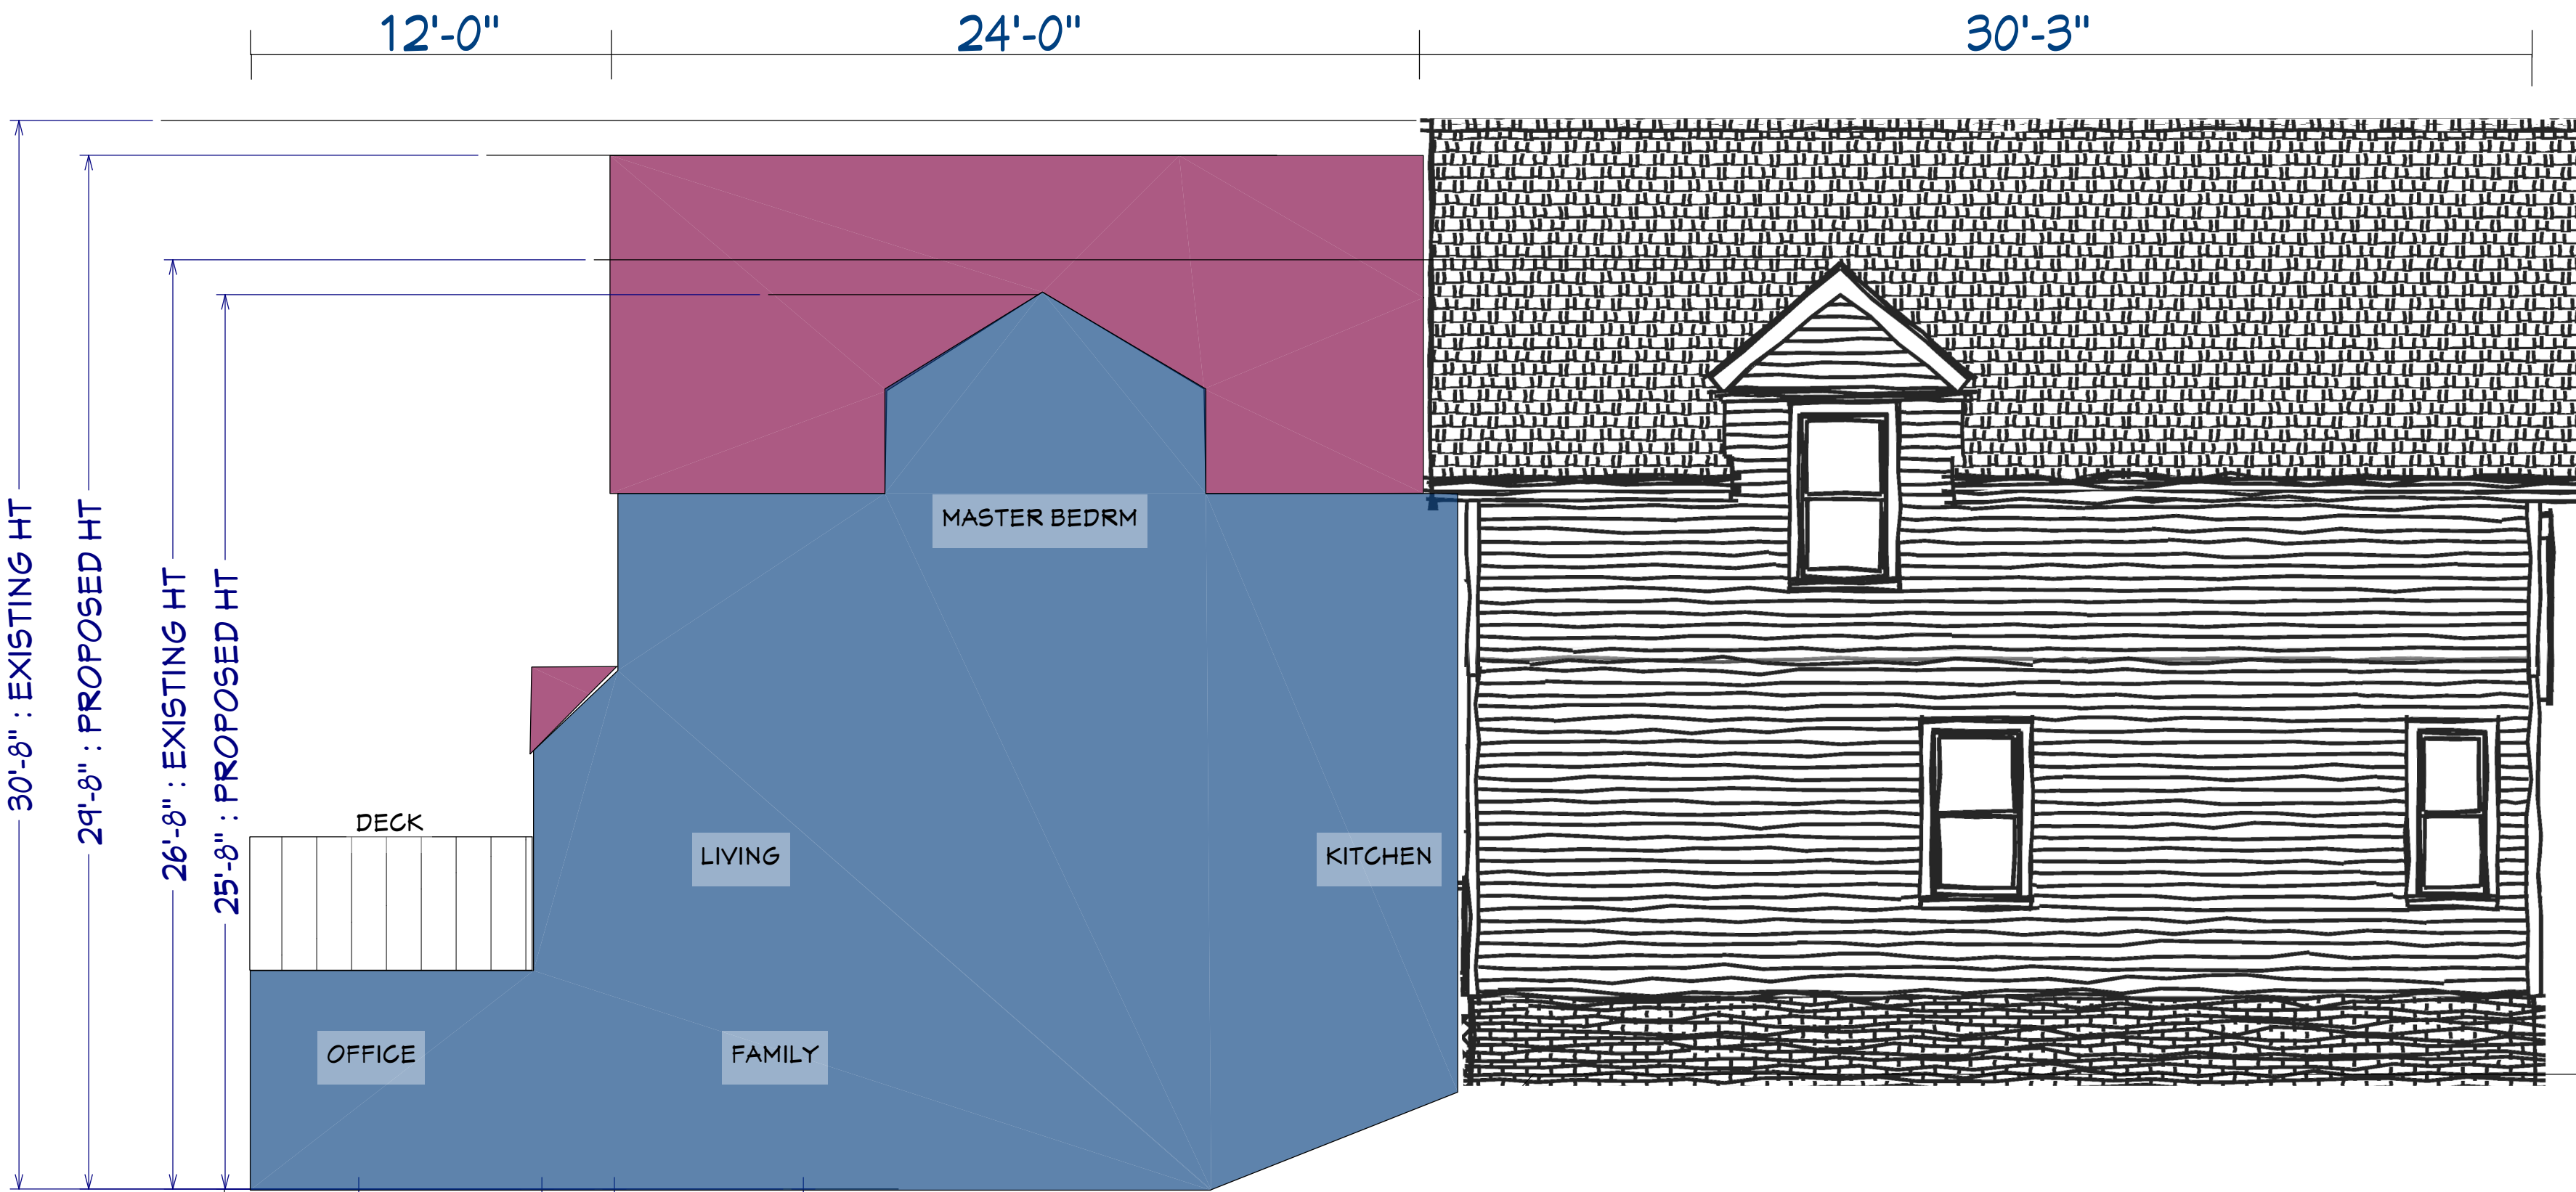 12'-0"
24'-0"
30'-3"
30'-8" : EXISTING HT
29'-8" : PROPOSED HT
26'-8" : EXISTING HT
25'-8" : PROPOSED HT
MASTER BEDRM
DECK
LIVING
KITCHEN
OFFICE
FAMILY